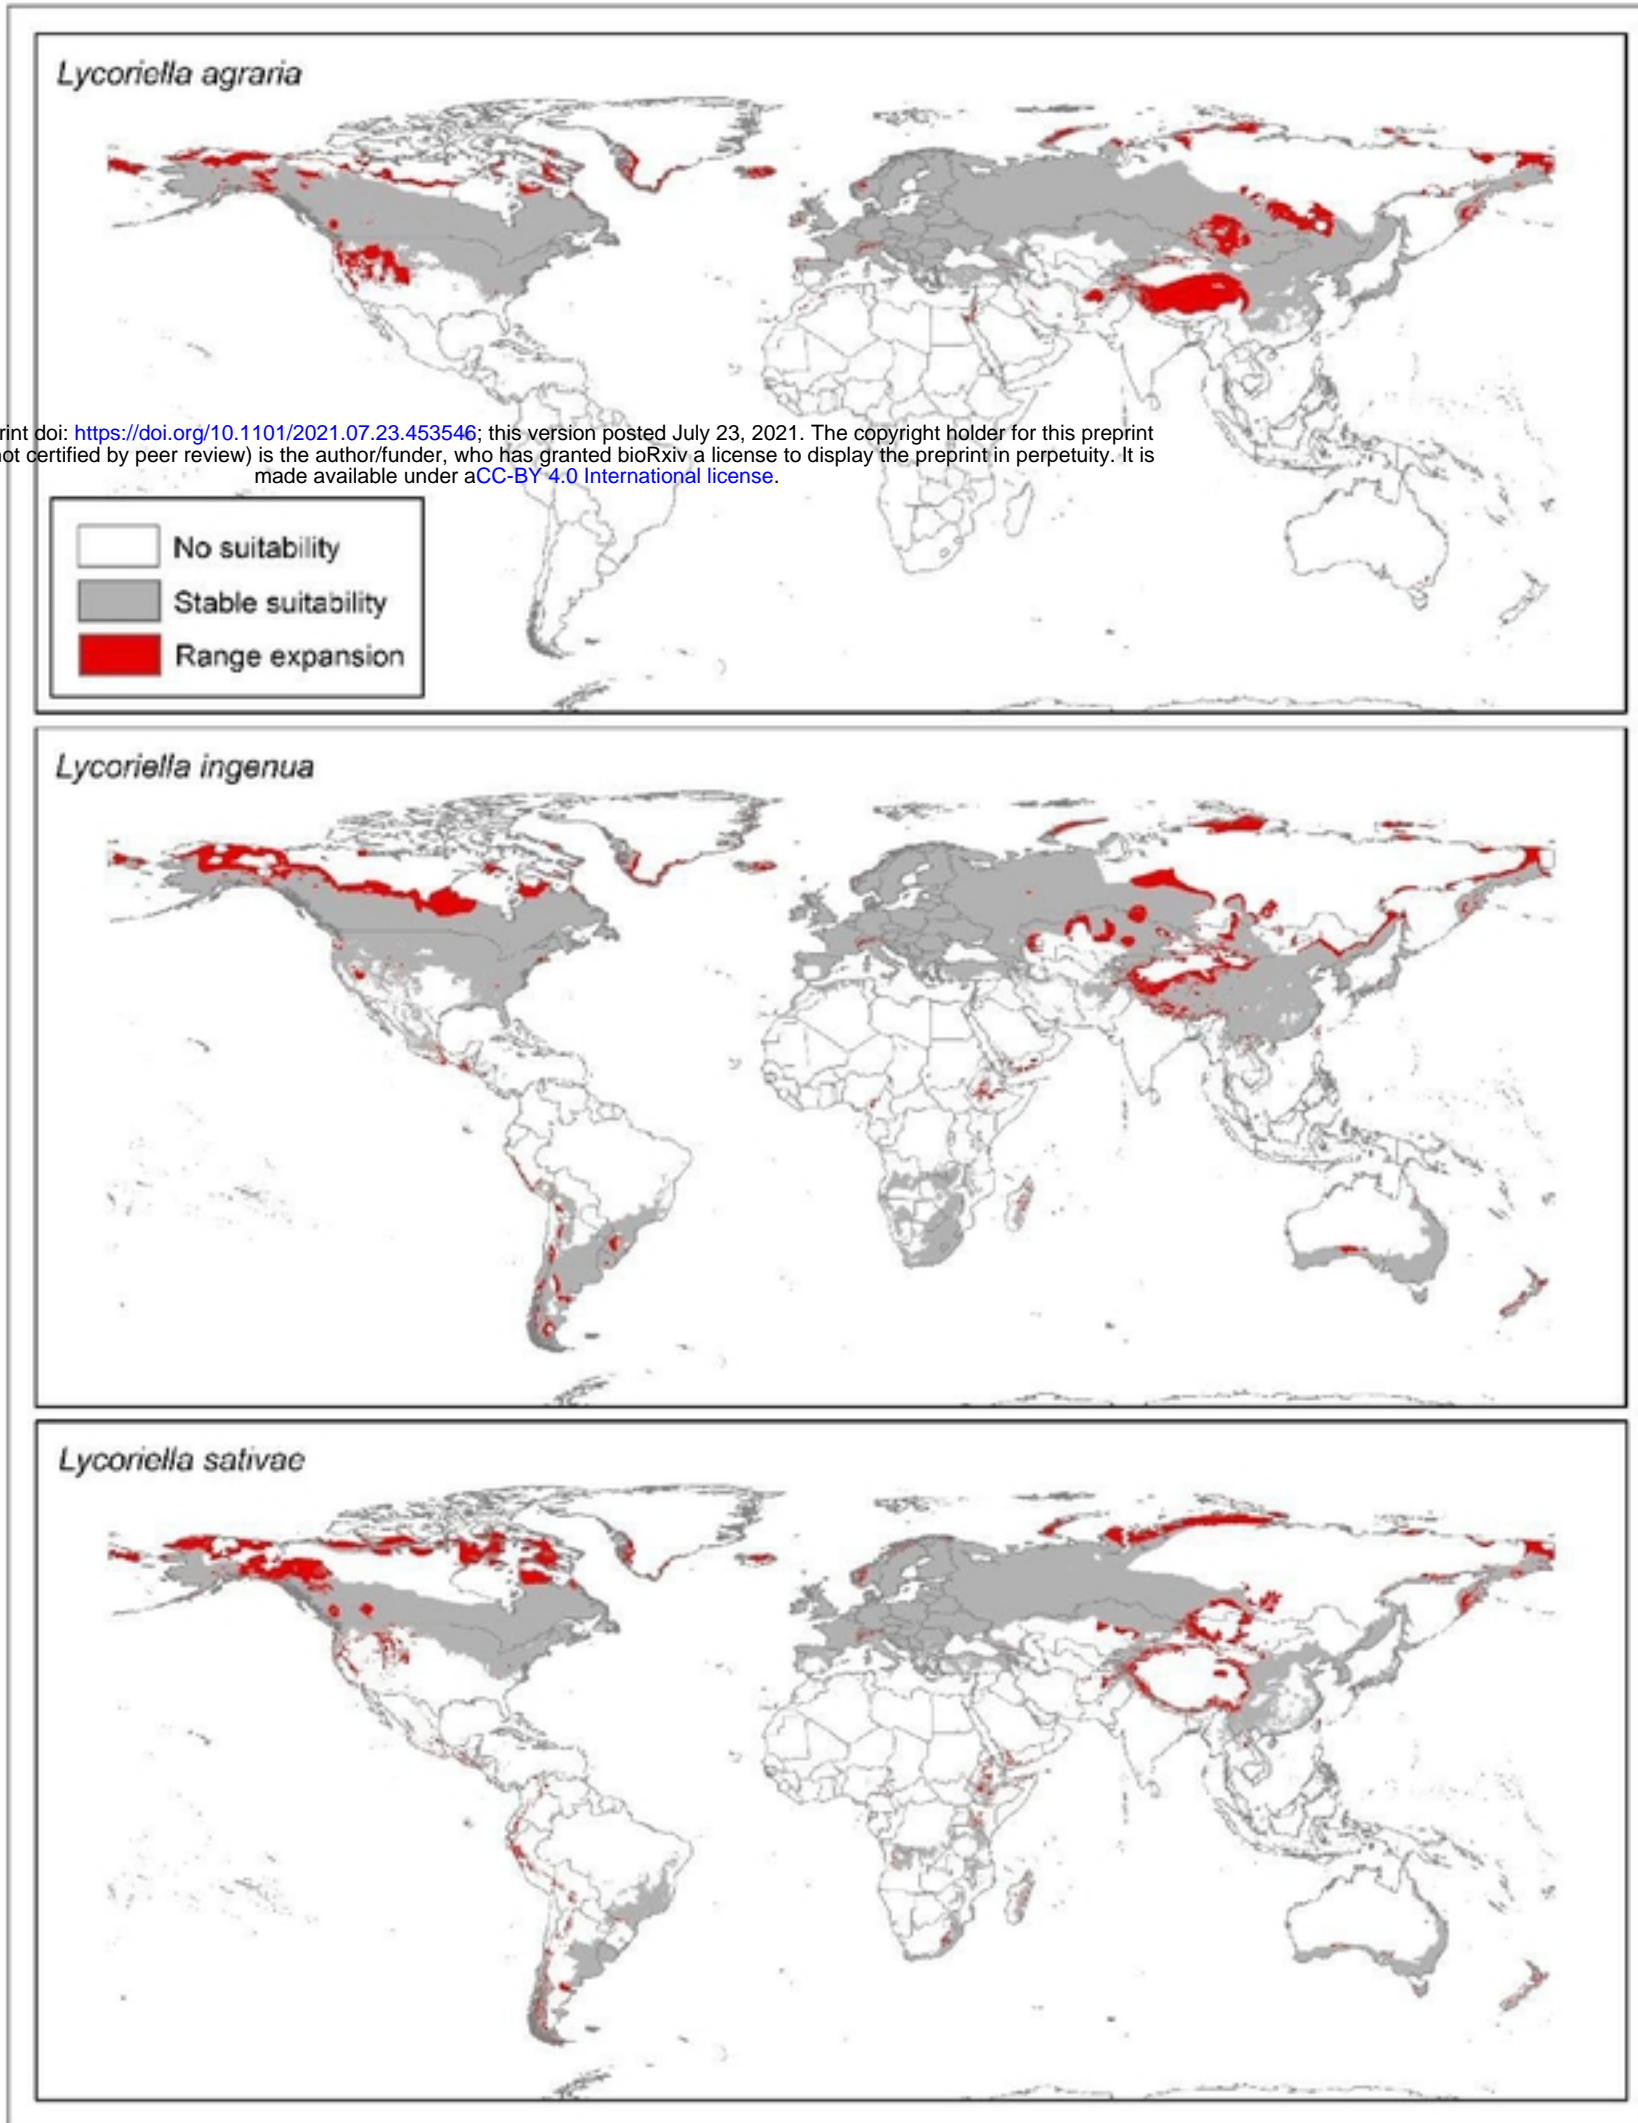 Lycoriella agraria
rint doi: https://doi.org/10.1101/2021.07.23.453546; this version posted July 23, 2021. The copyright holder for this preprint
not certified by peer review) is the author/funder, who has granted bioRxiv a license to display the preprint in perpetuity. It is
made available under aCC-BY 4.0 International license.
No suitability
Stable suitability
Range expansion
Lycoriella ingenua
Lycoriella sativae